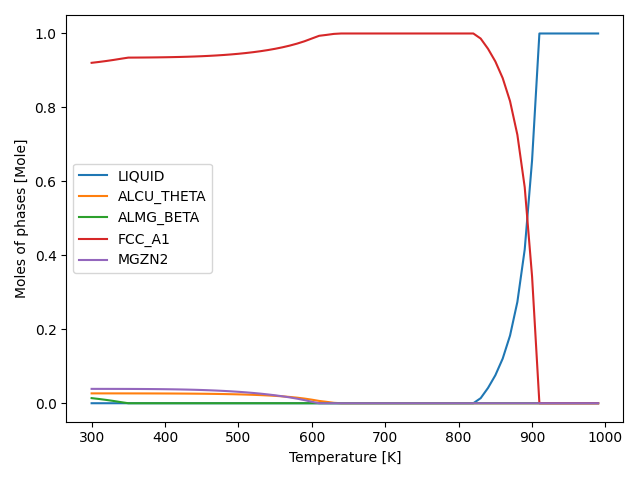 1.0
0.8
0.6
0.4
0.2
0.0
Moles of phases [Mole]
LIQUID
ALCU_THETA
ALMG_BETA
FCC_A1
MGZN2
300 400 500 600 700 800 900 1000
Temperature [K]